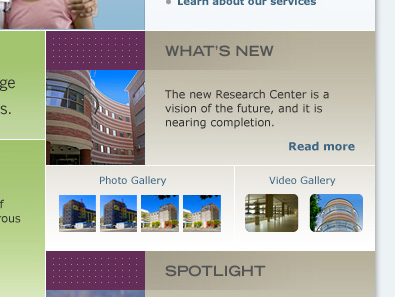 Learn about our services
ge
s.
WHAT'S NEW
The new Research Center is a
vision of the future, and it is
nearing completion.
Read more
Photo Gallery
Video Gallery
f
rous
SPOTLIGHT